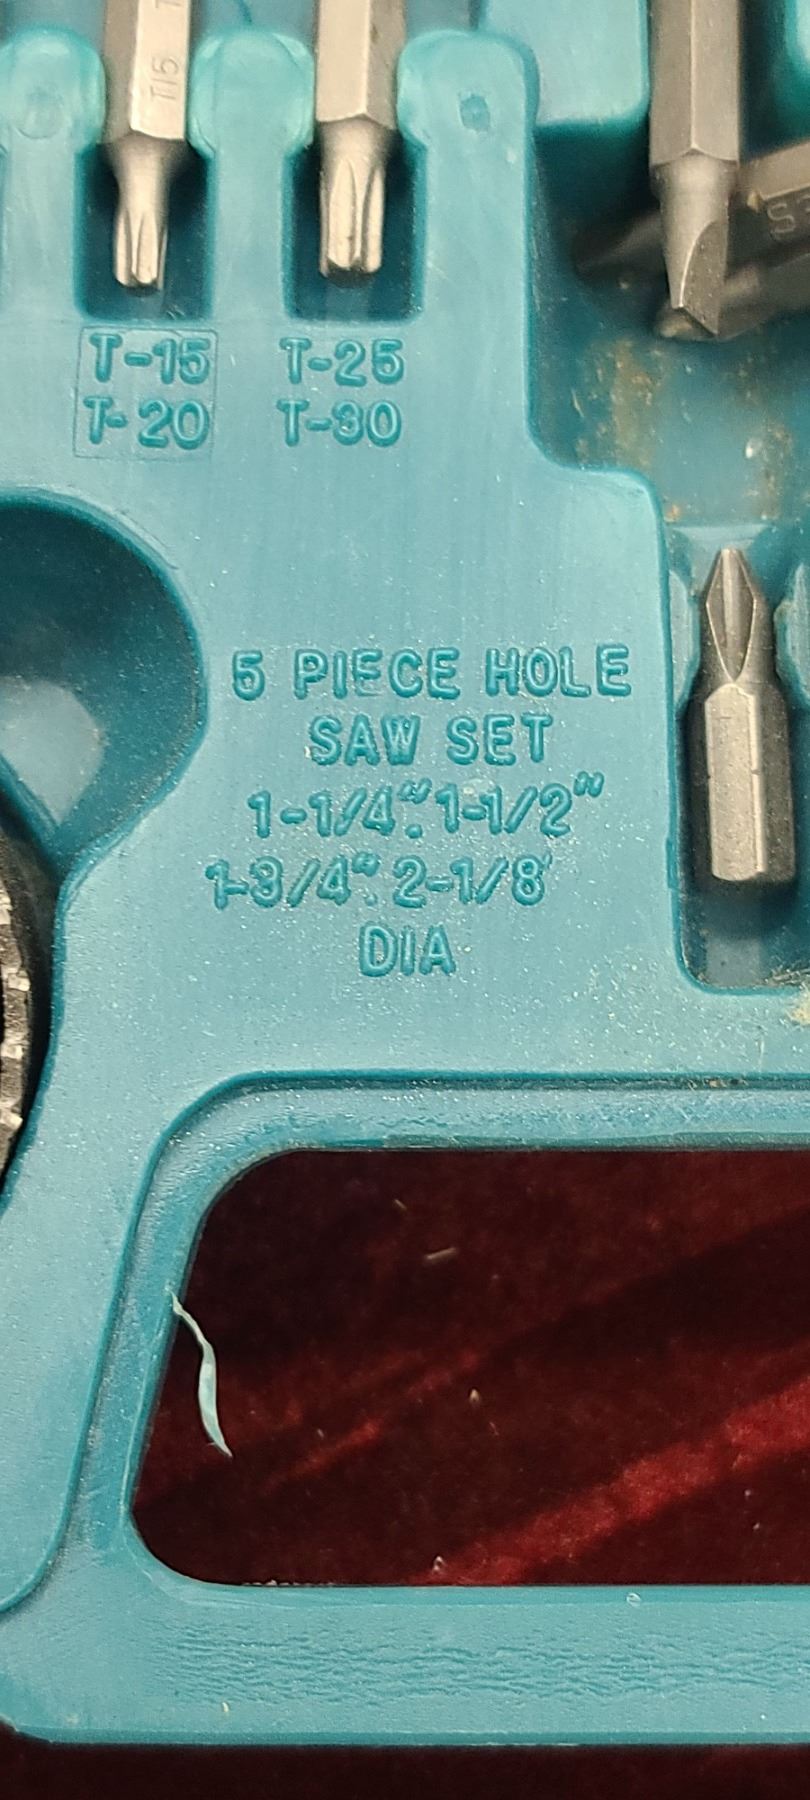 T15
T-15 T-25
T-20 T-30
5 PIECE HOLE
SAW SET
1-1/4". 1-1/2"
1-3/4". 2-1/8'
DIA